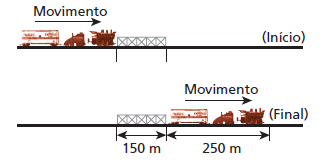 Movimento
(Início)
Movimento
(Final)
150 m 250 m